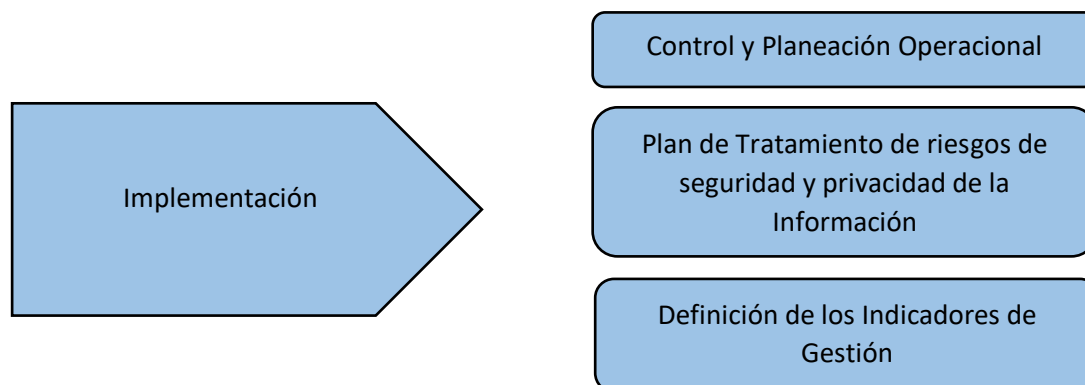 Control y Planeación Operacional
Plan de Tratamiento de riesgos de
seguridad y privacidad de la
Información
Implementación
Definición de los Indicadores de
Gestión